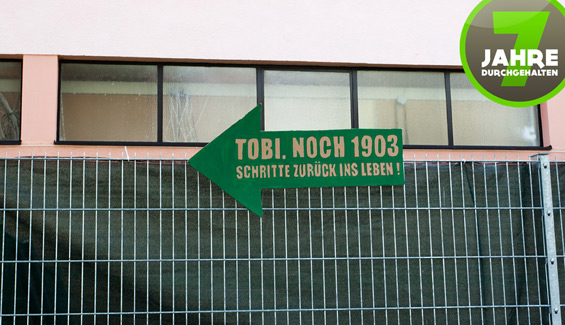 7
JAHRE
DURCHGEHALTEN
TOBI. NOCH 1903
SCHRITTE ZURÜCK INS LEBEN !